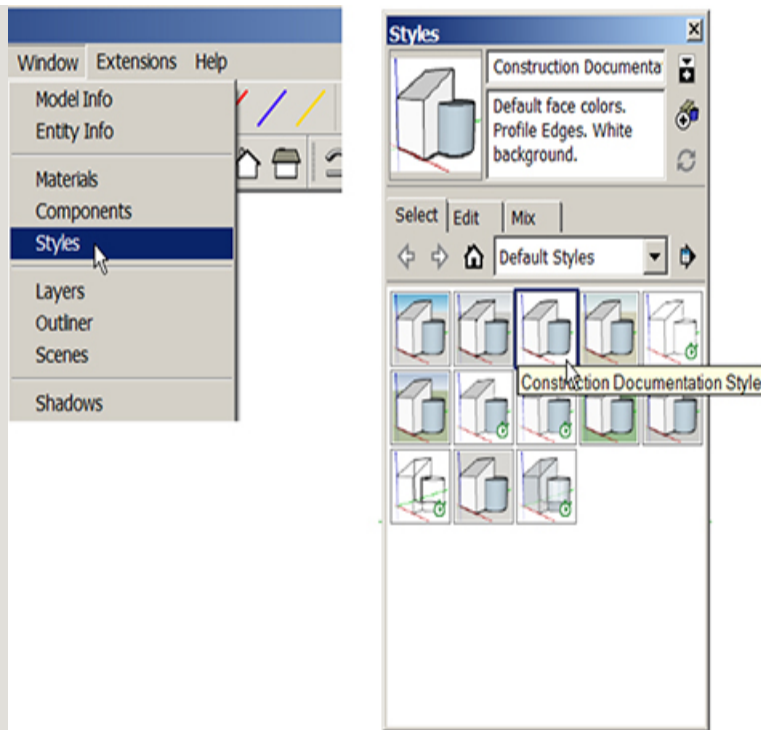 Window Extensions Help
Model Info
Entity Info
Materials
Components
Styles
Layers
Outliner
Scenes
Shadows
Styles
Construction Documenta
Default face colors.
Profile Edges. White
background.
Select Edit Mix
Default Styles
Construction Documentation Style